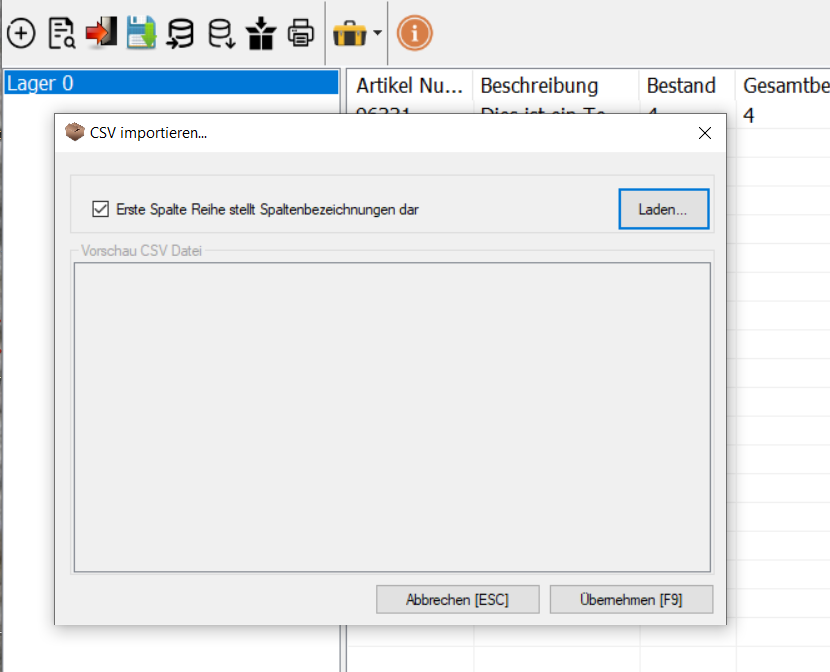 Lager 0
Artikel Nu... Beschreibung Bestand Gesamtbe
06321 Dies ist ein Te... 4 4
CSV importieren...
Erste Spalte Reihe stellt Spaltenbezeichnungen dar
Laden...
Vorschau CSV Datei
Abbrechen [ESC] Übernehmen [F9]